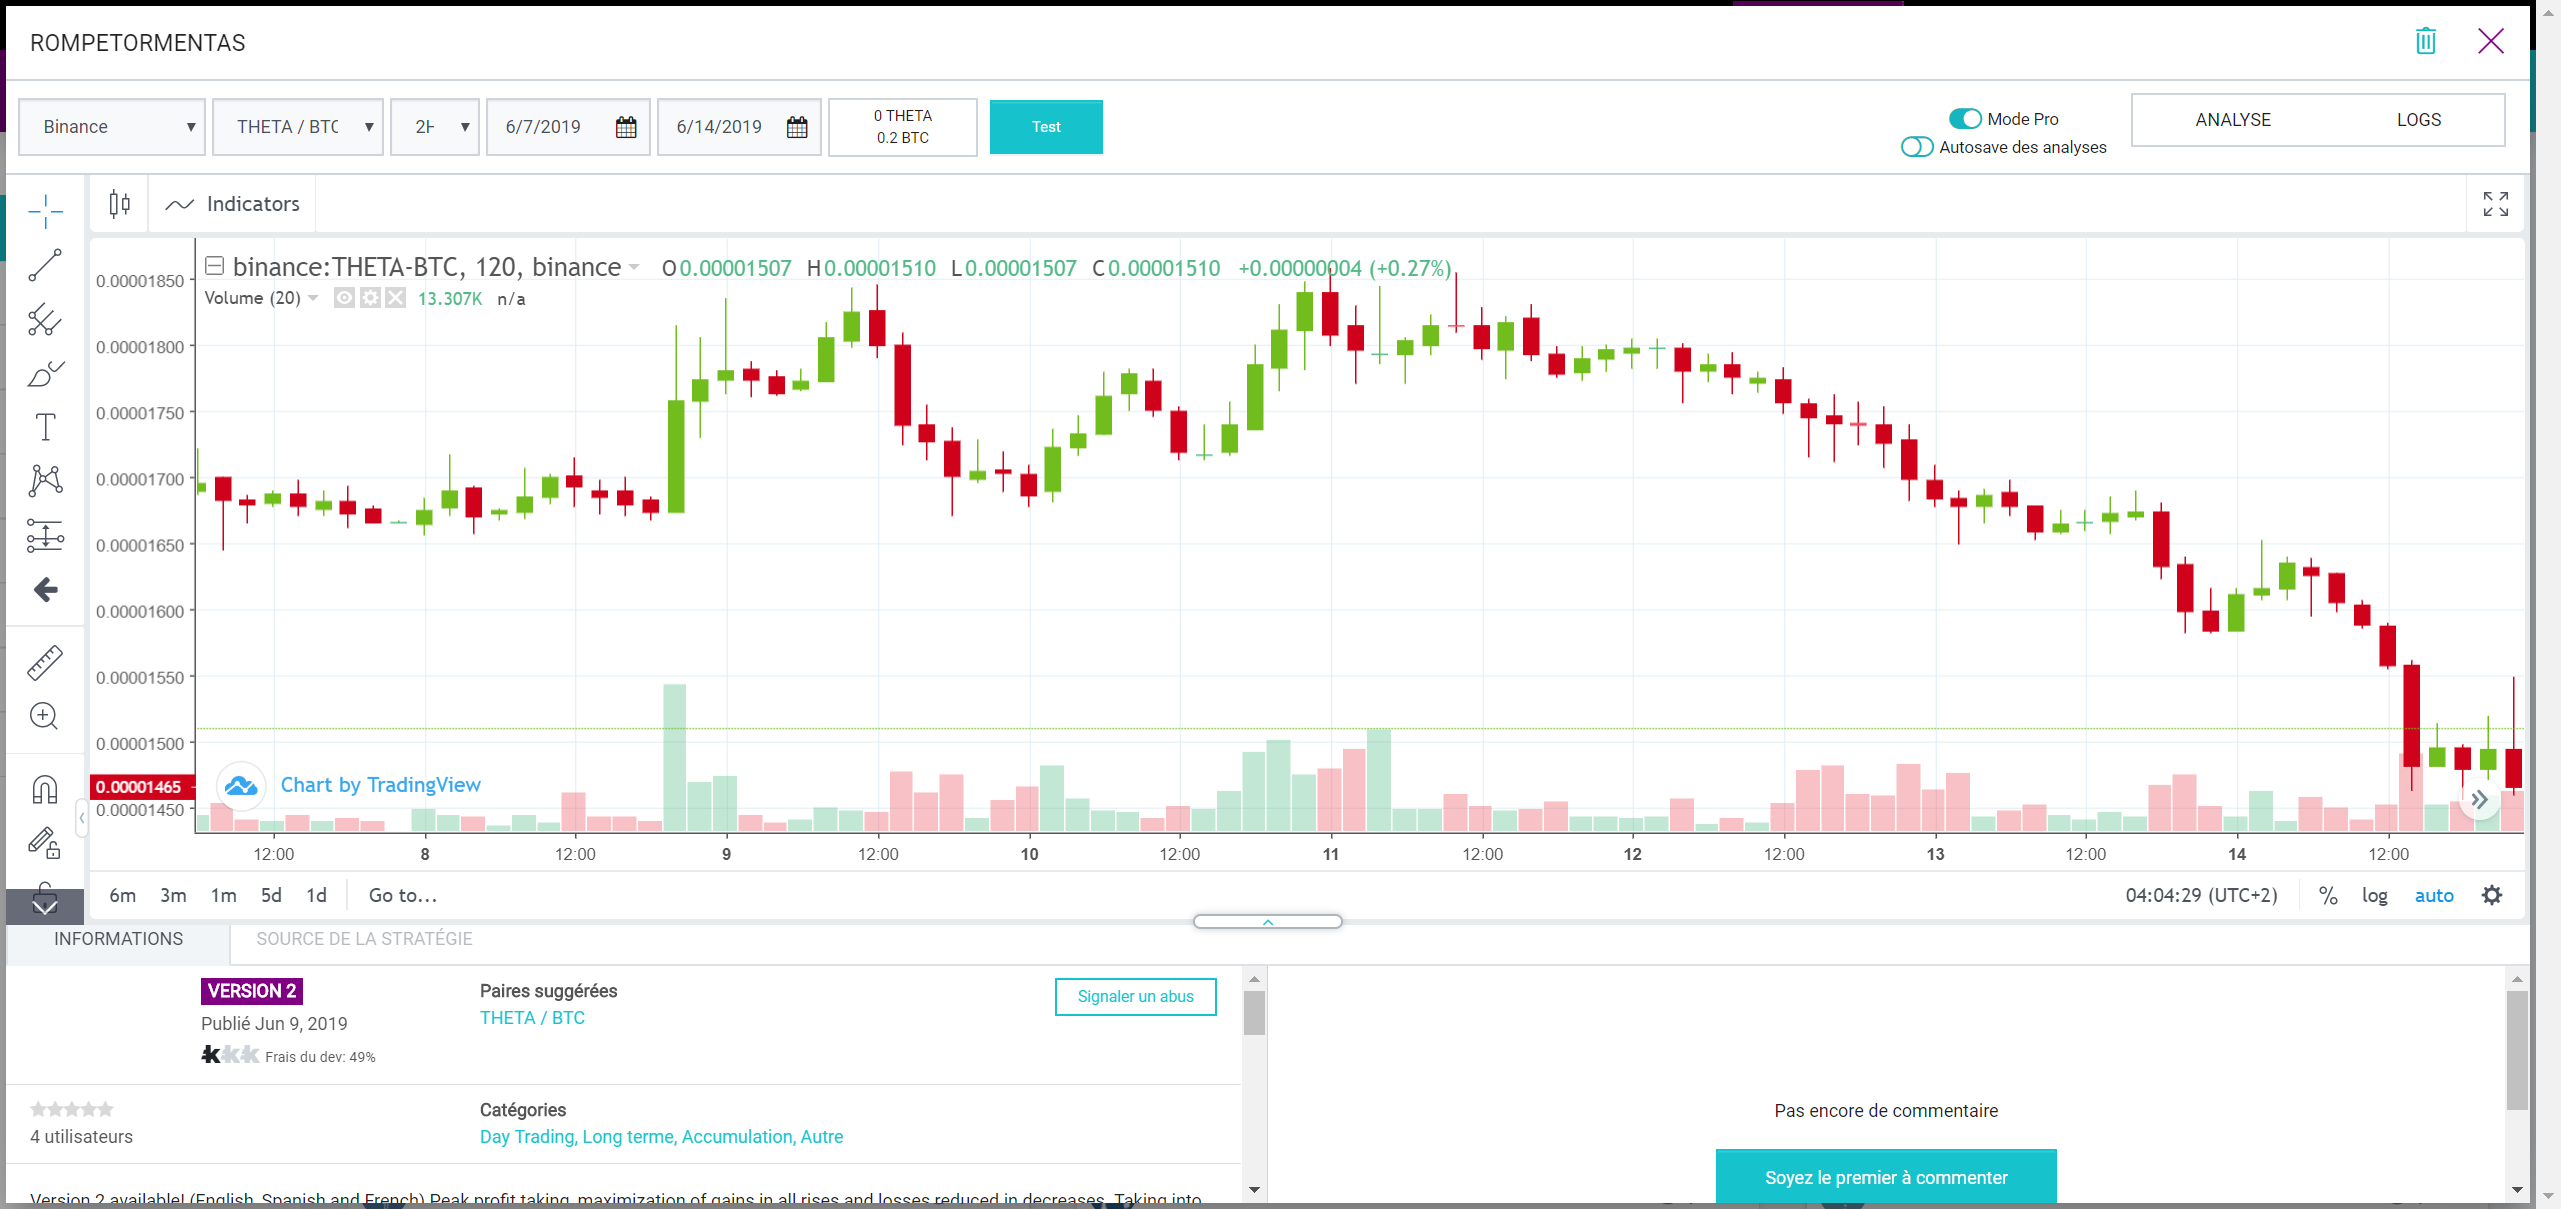 ROMPETORMENTAS
Binance
THETA / BTC
2H
6/7/2019
6/14/2019
0 THETA
0.2 BTC
Test
Mode Pro
Autosave des analyses
ANALYSE
LOGS
Indicators
binance:THETA-BTC, 120, binance O0.00001507 H0.00001510 L0.00001507 C0.00001510 +0.00000004 (+0.27%)
Volume (20) 13.307K n/a
0.00001850
0.00001800
0.00001750
0.00001700
0.00001650
0.00001600
0.00001550
0.00001500
0.00001465
0.00001450
Chart by TradingView
12:00 8 12:00 9 12:00 10 12:00 11 12:00 12 12:00 13 12:00 14 12:00
6m 3m 1m 5d 1d Go to...
04:04:29 (UTC+2) % log auto
INFORMATIONS
SOURCE DE LA STRATÉGIE
VERSION 2
Publié Jun 9, 2019
Frais du dev: 49%
Paires suggérées
THETA / BTC
Signaler un abus
4 utilisateurs
Catégories
Day Trading, Long terme, Accumulation, Autre
Version 2 available! (English, Spanish and French) Peak profit taking, maximization of gains in all rises and losses reduced in decreases. Taking into
Pas encore de commentaire
Soyez le premier à commenter